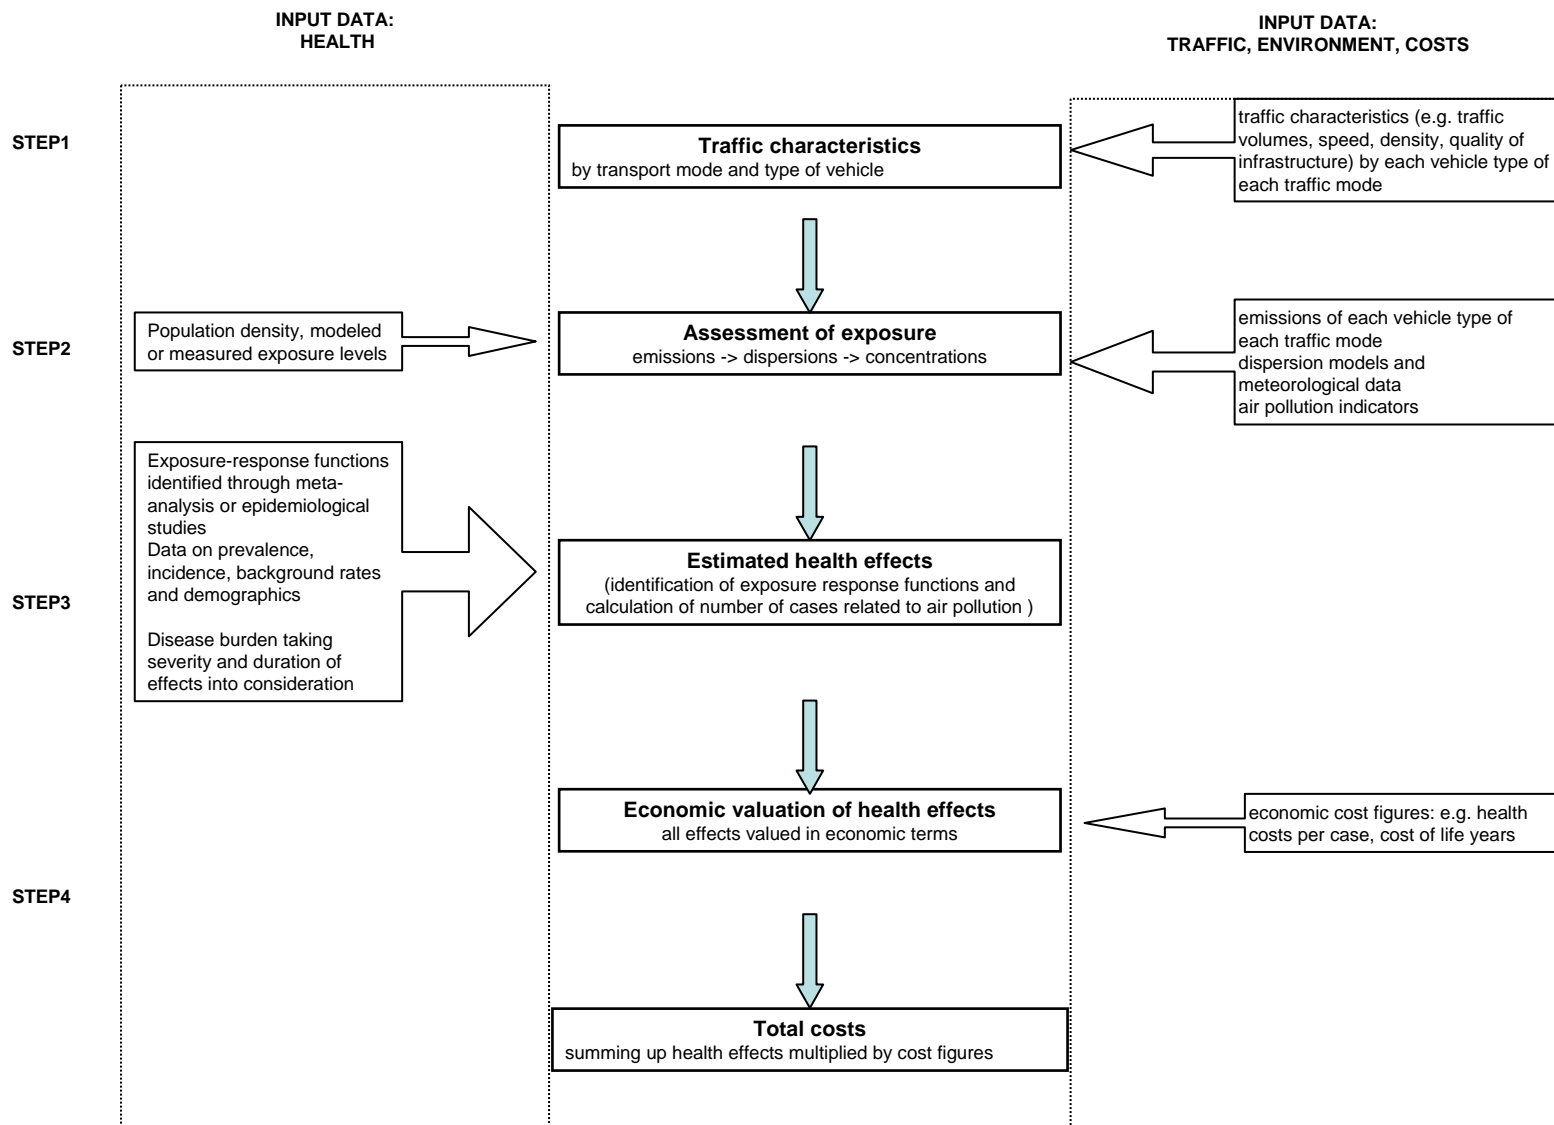 INPUT DATA:
HEALTH
INPUT DATA:
TRAFFIC, ENVIRONMENT, COSTS
STEP1
Traffic characteristics
by transport mode and type of vehicle
traffic characteristics (e.g. traffic
volumes, speed, density, quality of
infrastructure) by each vehicle type of
each traffic mode
STEP2
Population density, modeled
or measured exposure levels
Assessment of exposure
emissions -> dispersions -> concentrations
emissions of each vehicle type of
each traffic mode
dispersion models and
meteorological data
air pollution indicators
STEP3
Exposure-response functions
identified through meta-
analysis or epidemiological
studies
Data on prevalence,
incidence, background rates
and demographics
Disease burden taking
severity and duration of
effects into consideration
Estimated health effects
(identification of exposure response functions and
calculation of number of cases related to air pollution )
Economic valuation of health effects
all effects valued in economic terms
economic cost figures: e.g. health
costs per case, cost of life years
STEP4
Total costs
summing up health effects multiplied by cost figures